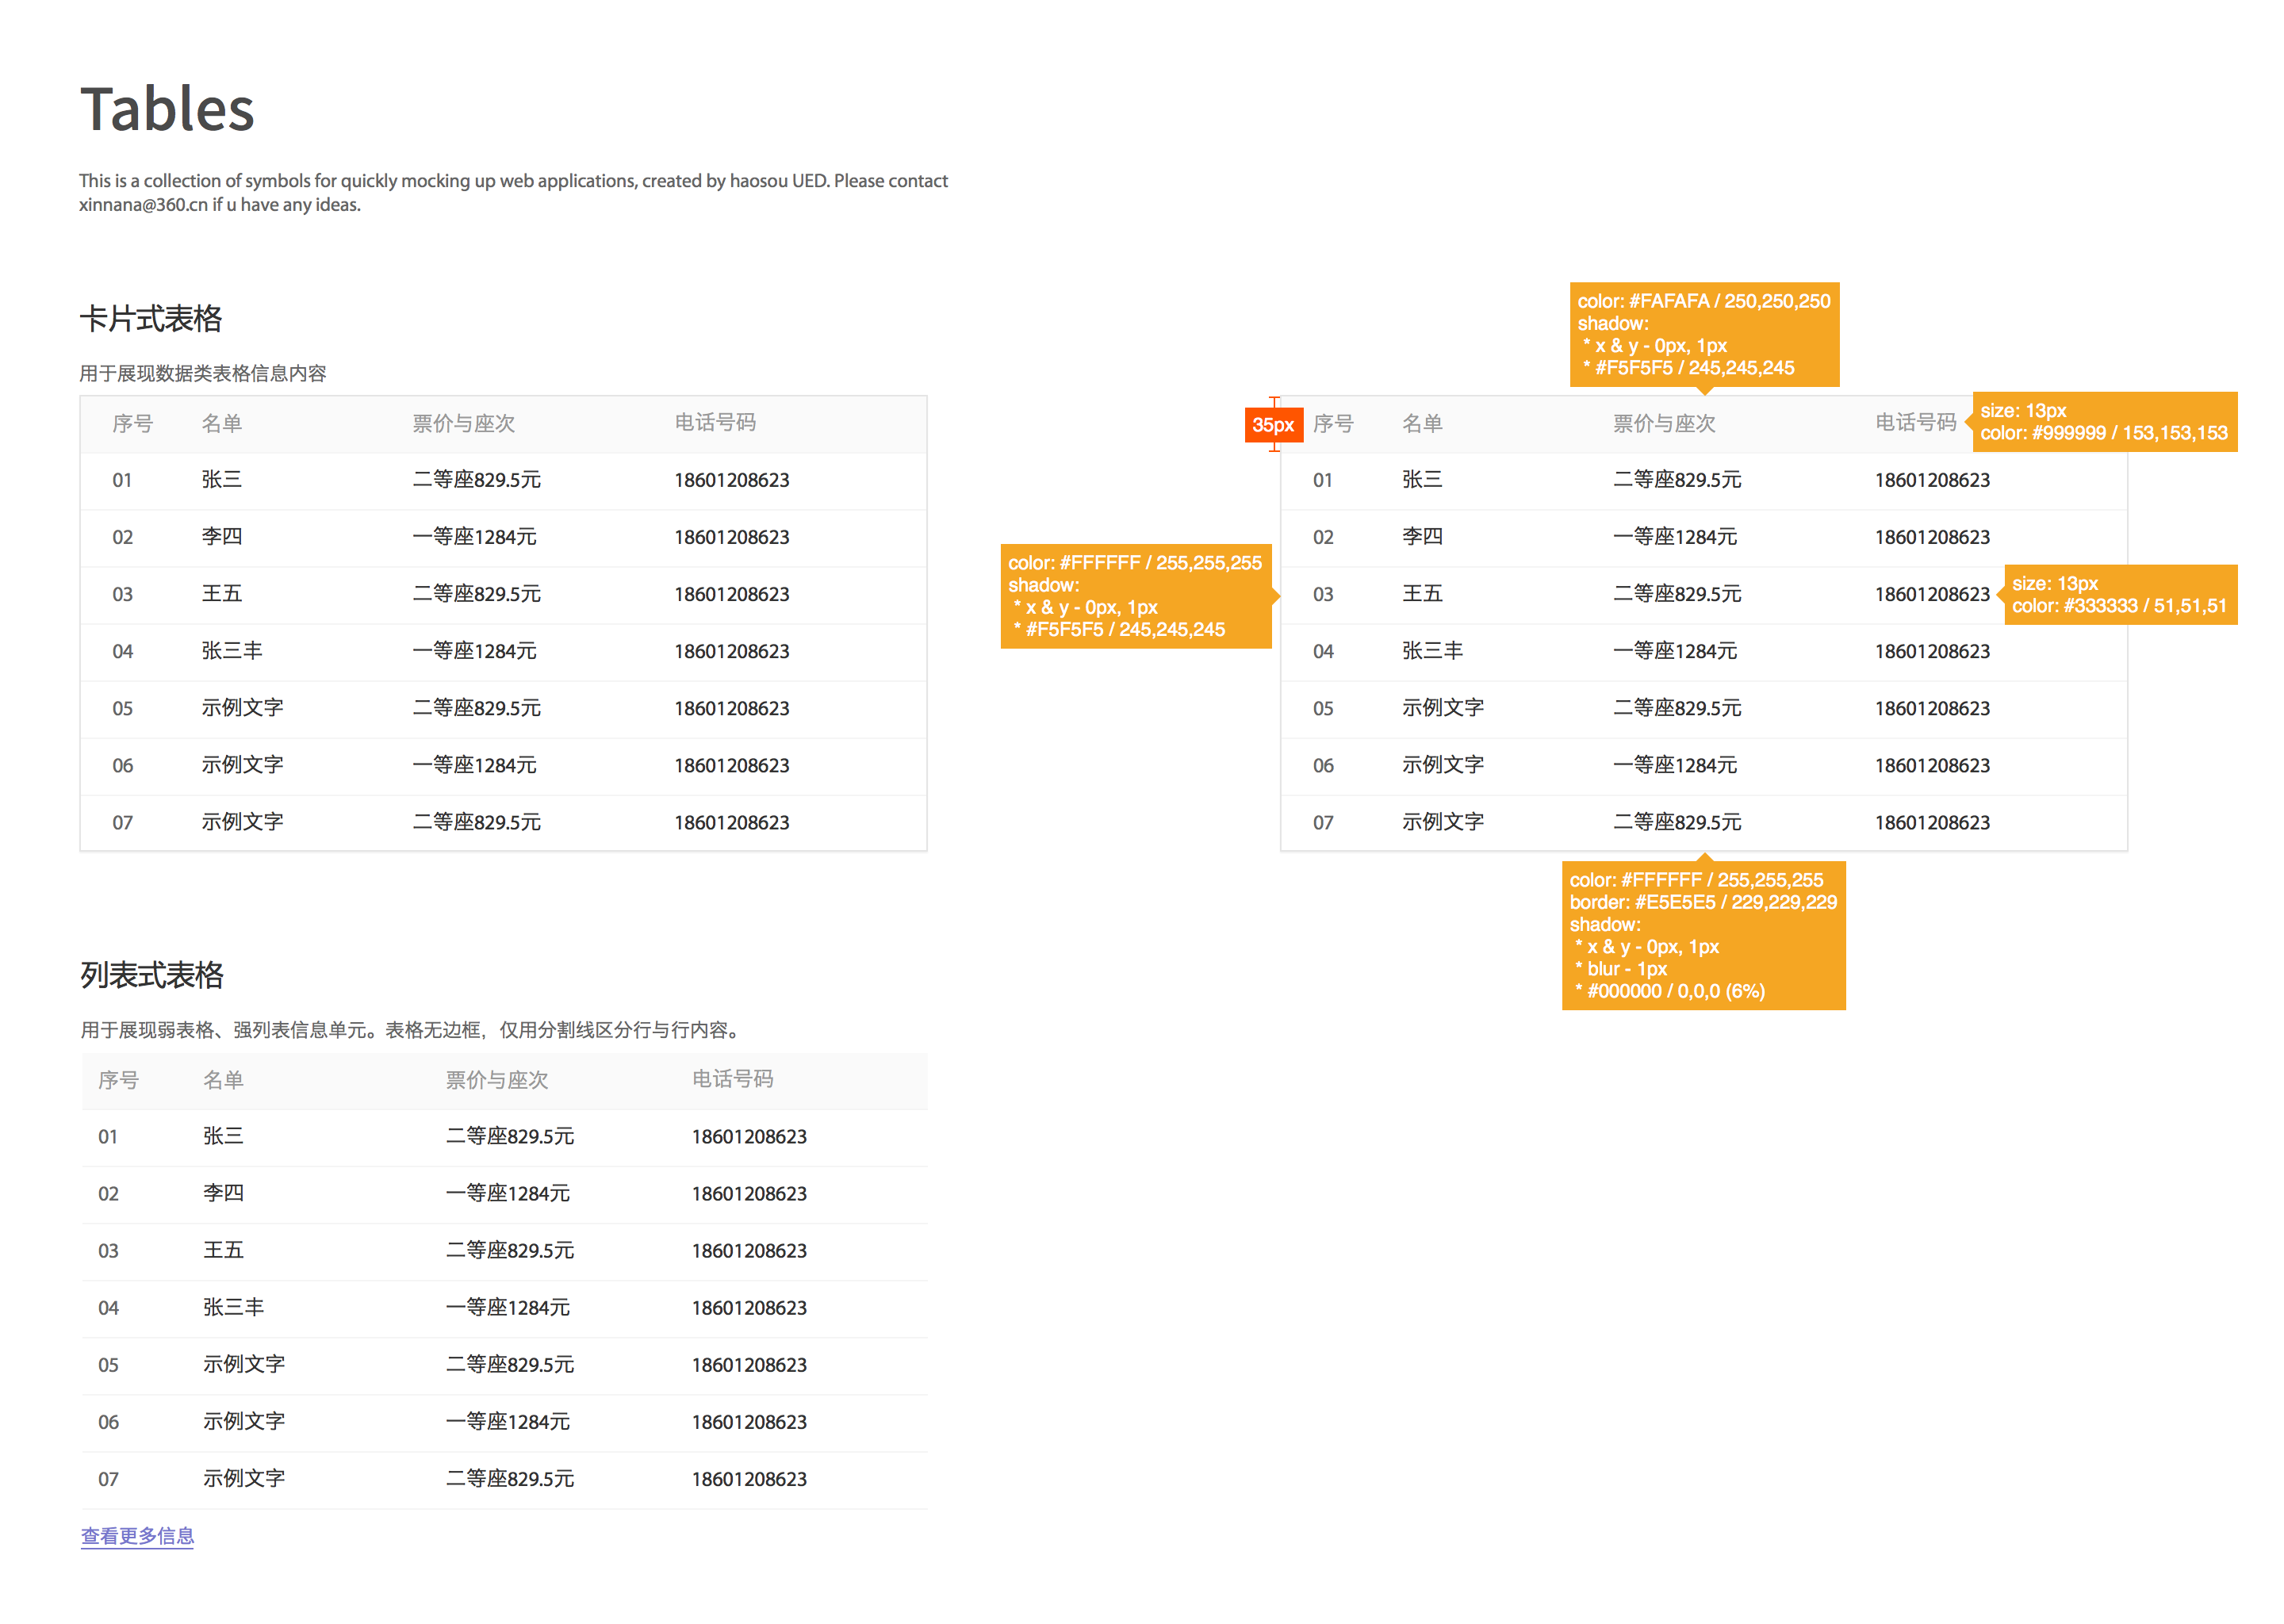 Tables
This is a collection of symbols for quickly mocking up web applications, created by haosou UED. Please contact
xinnana@360.cn if u have any ideas.
卡片式表格
用于展现数据类表格信息内容
序号 名单 票价与座次 电话号码
01 张三 二等座829.5元 18601208623
02 李四 一等座1284元 18601208623
03 王五 二等座829.5元 18601208623
04 张三丰 一等座1284元 18601208623
05 示例文字 二等座829.5元 18601208623
06 示例文字 一等座1284元 18601208623
07 示例文字 二等座829.5元 18601208623
color: #FAFAFA / 250,250,250
shadow:
* x & y - 0px, 1px
* #F5F5F5 / 245,245,245
35px
序号 名单 票价与座次 电话号码
size: 13px
color: #999999 / 153,153,153
01 张三 二等座829.5元 18601208623
02 李四 一等座1284元 18601208623
color: #FFFFFF / 255,255,255
shadow:
* x & y - 0px, 1px
* #F5F5F5 / 245,245,245
03 王五 二等座829.5元 18601208623
size: 13px
color: #333333 / 51,51,51
04 张三丰 一等座1284元 18601208623
05 示例文字 二等座829.5元 18601208623
06 示例文字 一等座1284元 18601208623
07 示例文字 二等座829.5元 18601208623
color: #FFFFFF / 255,255,255
border: #E5E5E5 / 229,229,229
shadow:
* x & y - 0px, 1px
* blur - 1px
* #000000 / 0,0,0 (6%)
列表式表格
用于展现弱表格、强列表信息单元。表格无边框，仅用分割线区分行与行内容。
序号 名单 票价与座次 电话号码
01 张三 二等座829.5元 18601208623
02 李四 一等座1284元 18601208623
03 王五 二等座829.5元 18601208623
04 张三丰 一等座1284元 18601208623
05 示例文字 二等座829.5元 18601208623
06 示例文字 一等座1284元 18601208623
07 示例文字 二等座829.5元 18601208623
查看更多信息